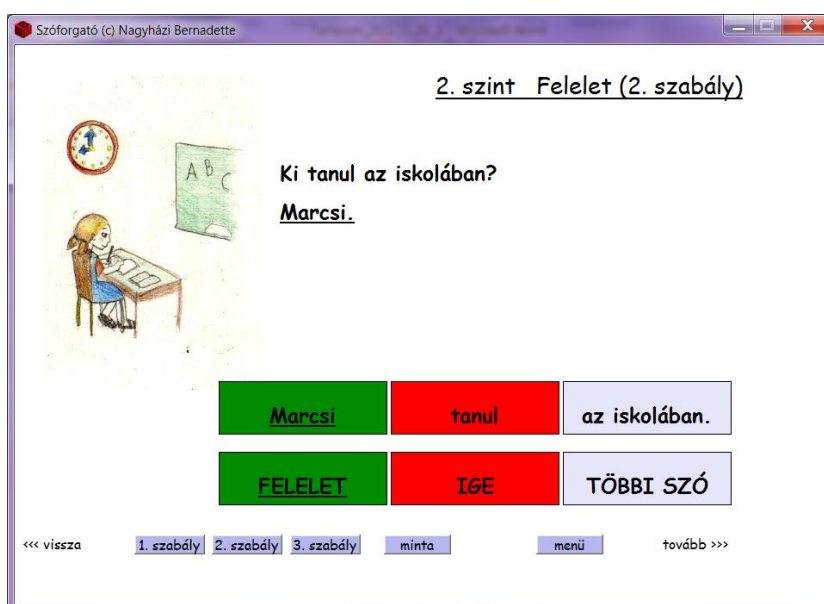 Szóforgató (c) Nagyházi Bernadette
2. szint Felelet (2. szabály)
A B C
Ki tanul az iskolában?
Marcsi.
Marcsi tanul az iskolában.
FELELET IGE TÖBBI SZÓ
<<< vissza 1. szabály 2. szabály 3. szabály minta menü tovább >>>